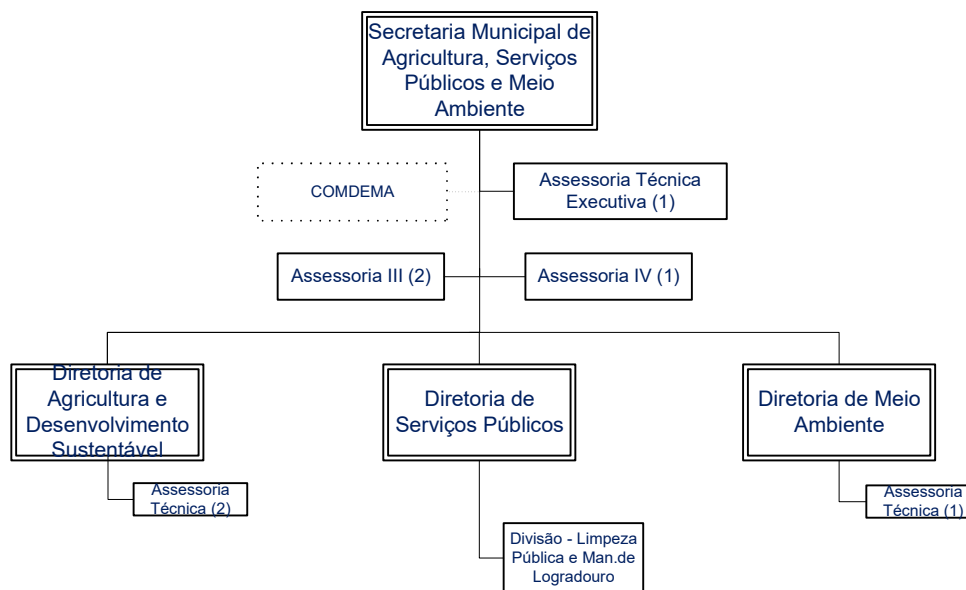 Secretaria Municipal de
Agricultura, Serviços
Públicos e Meio
Ambiente
COMDEMA
Assessoria Técnica
Executiva (1)
Assessoria III (2)
Assessoria IV (1)
Diretoria de
Agricultura e
Desenvolvimento
Sustentável
Diretoria de
Serviços Públicos
Diretoria de Meio
Ambiente
Assessoria
Técnica (2)
Assessoria
Técnica (1)
Divisão - Limpeza
Pública e Man.de
Logradouro